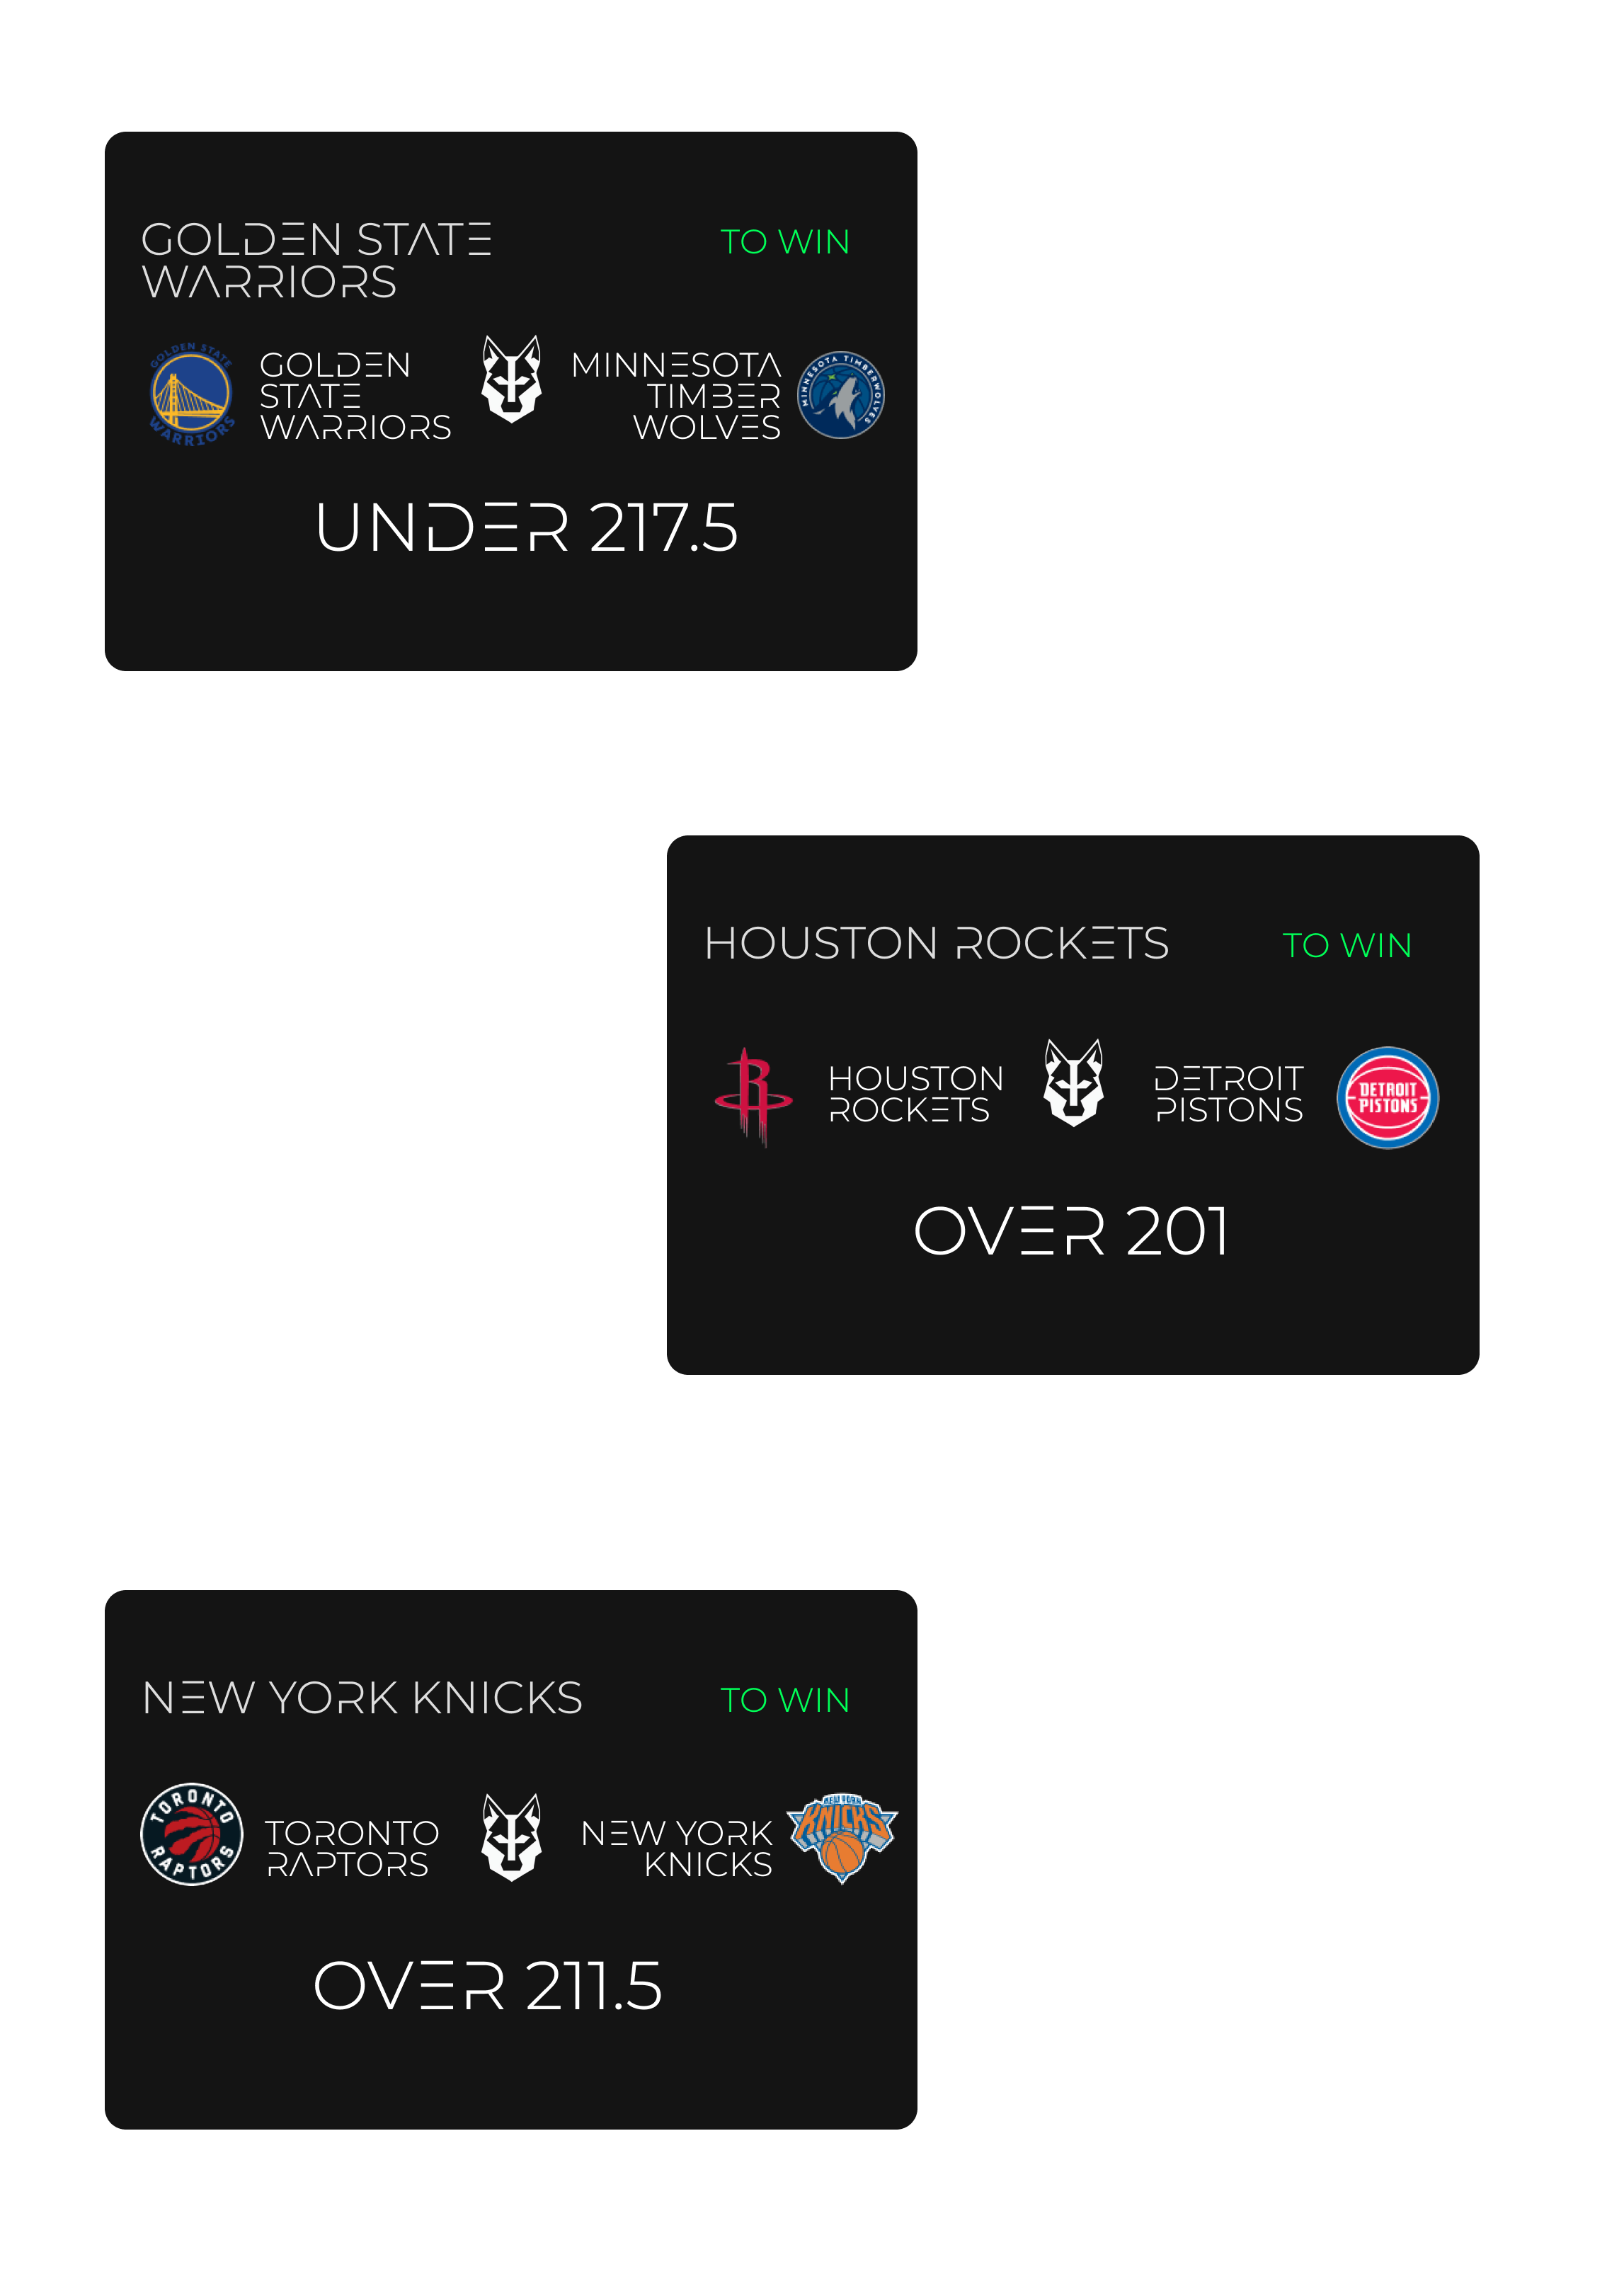 GOLDEN STATE
WARRIORS
TO WIN
GOLDEN STATE
WARRIORS
GOLDEN
STATE
WARRIORS
MINNESOTA
TIMBER
WOLVES
MINNESOTA TIMBERWOLVES
UNDER 217.5
HOUSTON ROCKETS
TO WIN
R
HOUSTON
ROCKETS
DETROIT
PISTONS
DETROIT
PISTONS
OVER 201
NEW YORK KNICKS
TO WIN
TORONTO
RAPTORS
TORONTO
RAPTORS
NEW YORK
KNICKS
NEW YORK
KNICKS
OVER 211.5